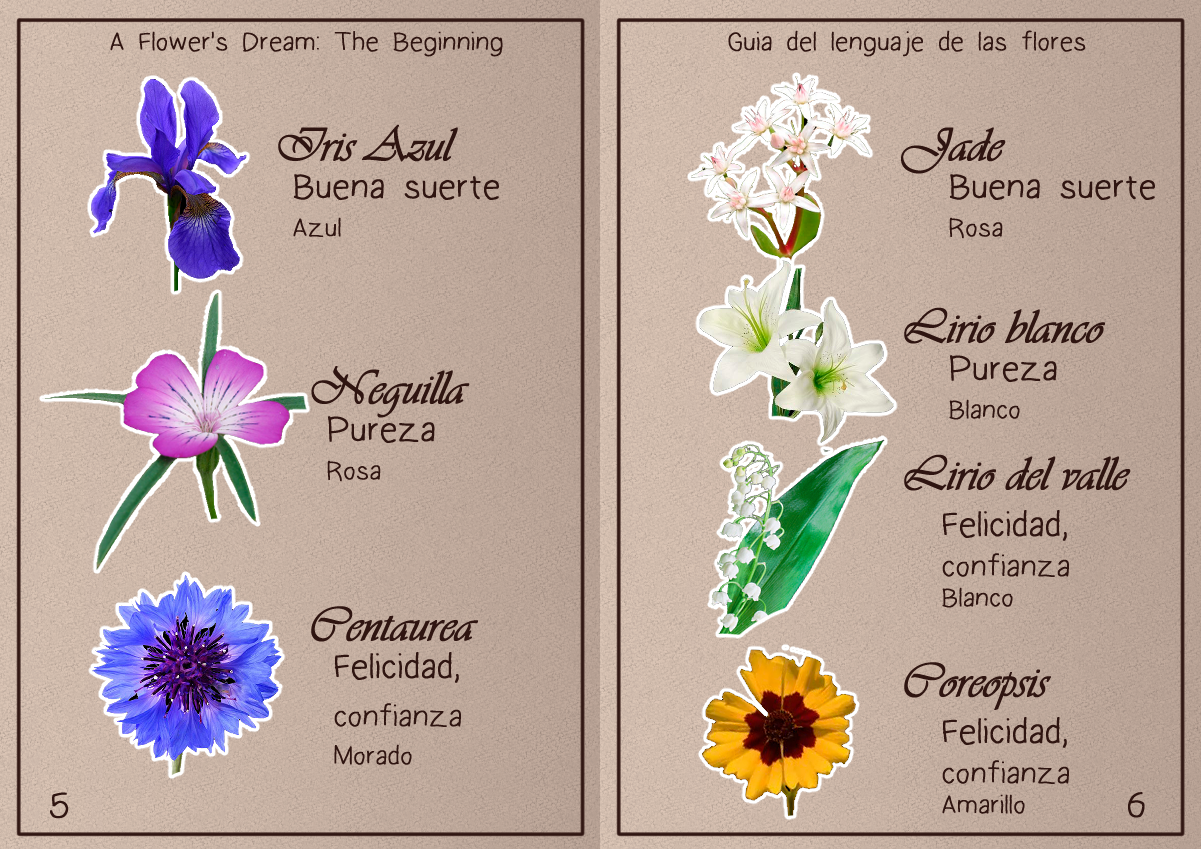 A Flower's Dream: The Beginning
Iris Azul
Buena suerte
Azul
Neguilla
Pureza
Rosa
Centaurea
Felicidad,
confianza
Morado
5
Guia del lenguaje de las flores
Jade
Buena suerte
Rosa
Lirio blanco
Pureza
Blanco
Lirio del valle
Felicidad,
confianza
Blanco
Coreopsis
Felicidad,
confianza
Amarillo
6